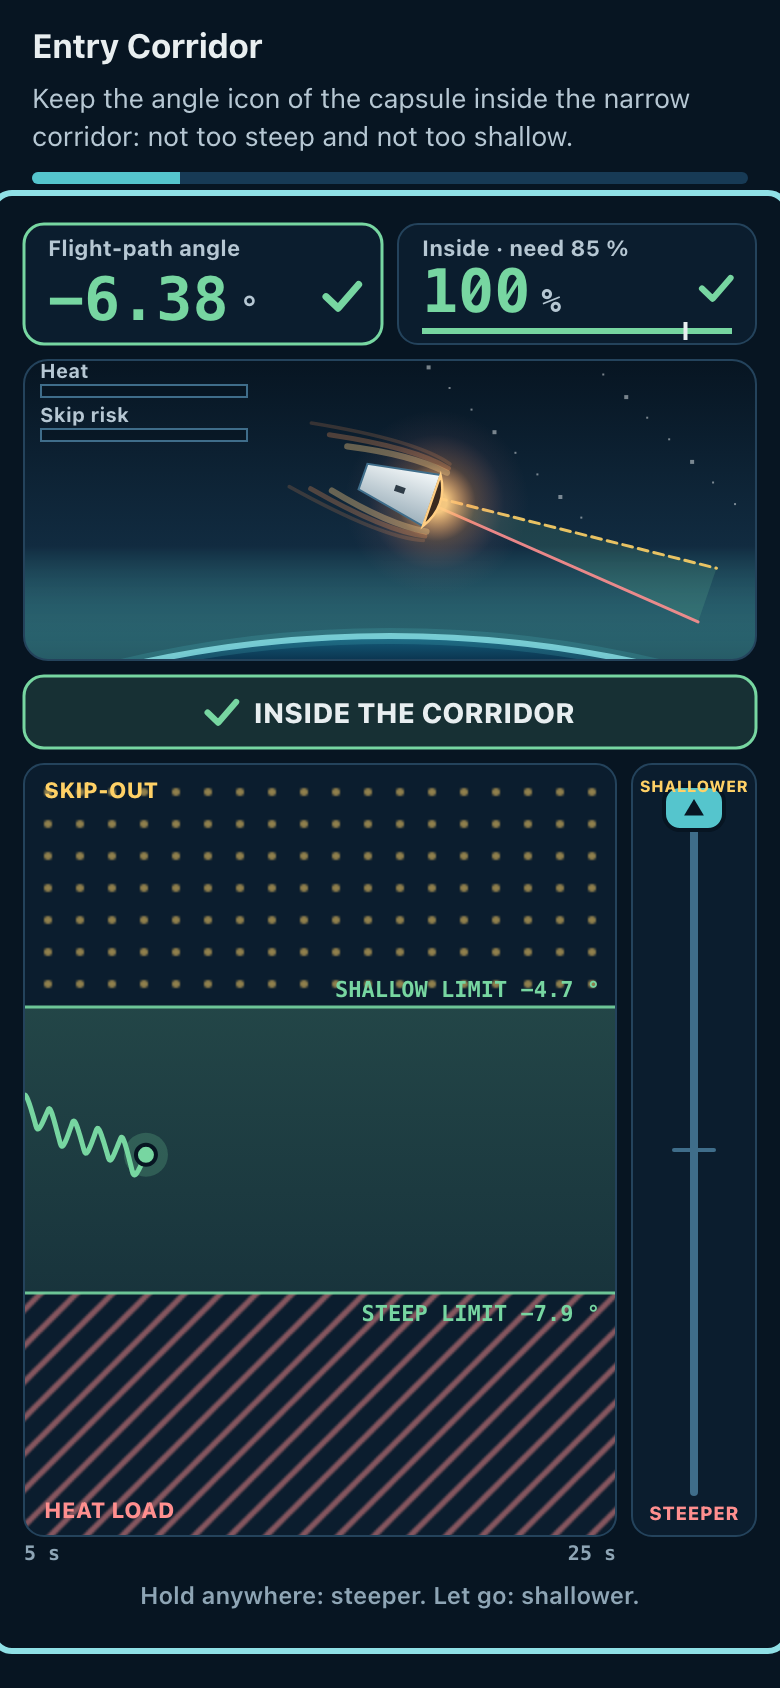 Entry Corridor
Keep the angle icon of the capsule inside the narrow
corridor: not too steep and not too shallow.
Flight-path angle
−6.38 °
Inside · need 85 %
100 %
Heat
Skip risk
INSIDE THE CORRIDOR
SKIP-OUT
SHALLOWER
SHALLOW LIMIT −4.7 °
STEEP LIMIT −7.9 °
HEAT LOAD
STEEPER
5 s
25 s
Hold anywhere: steeper. Let go: shallower.